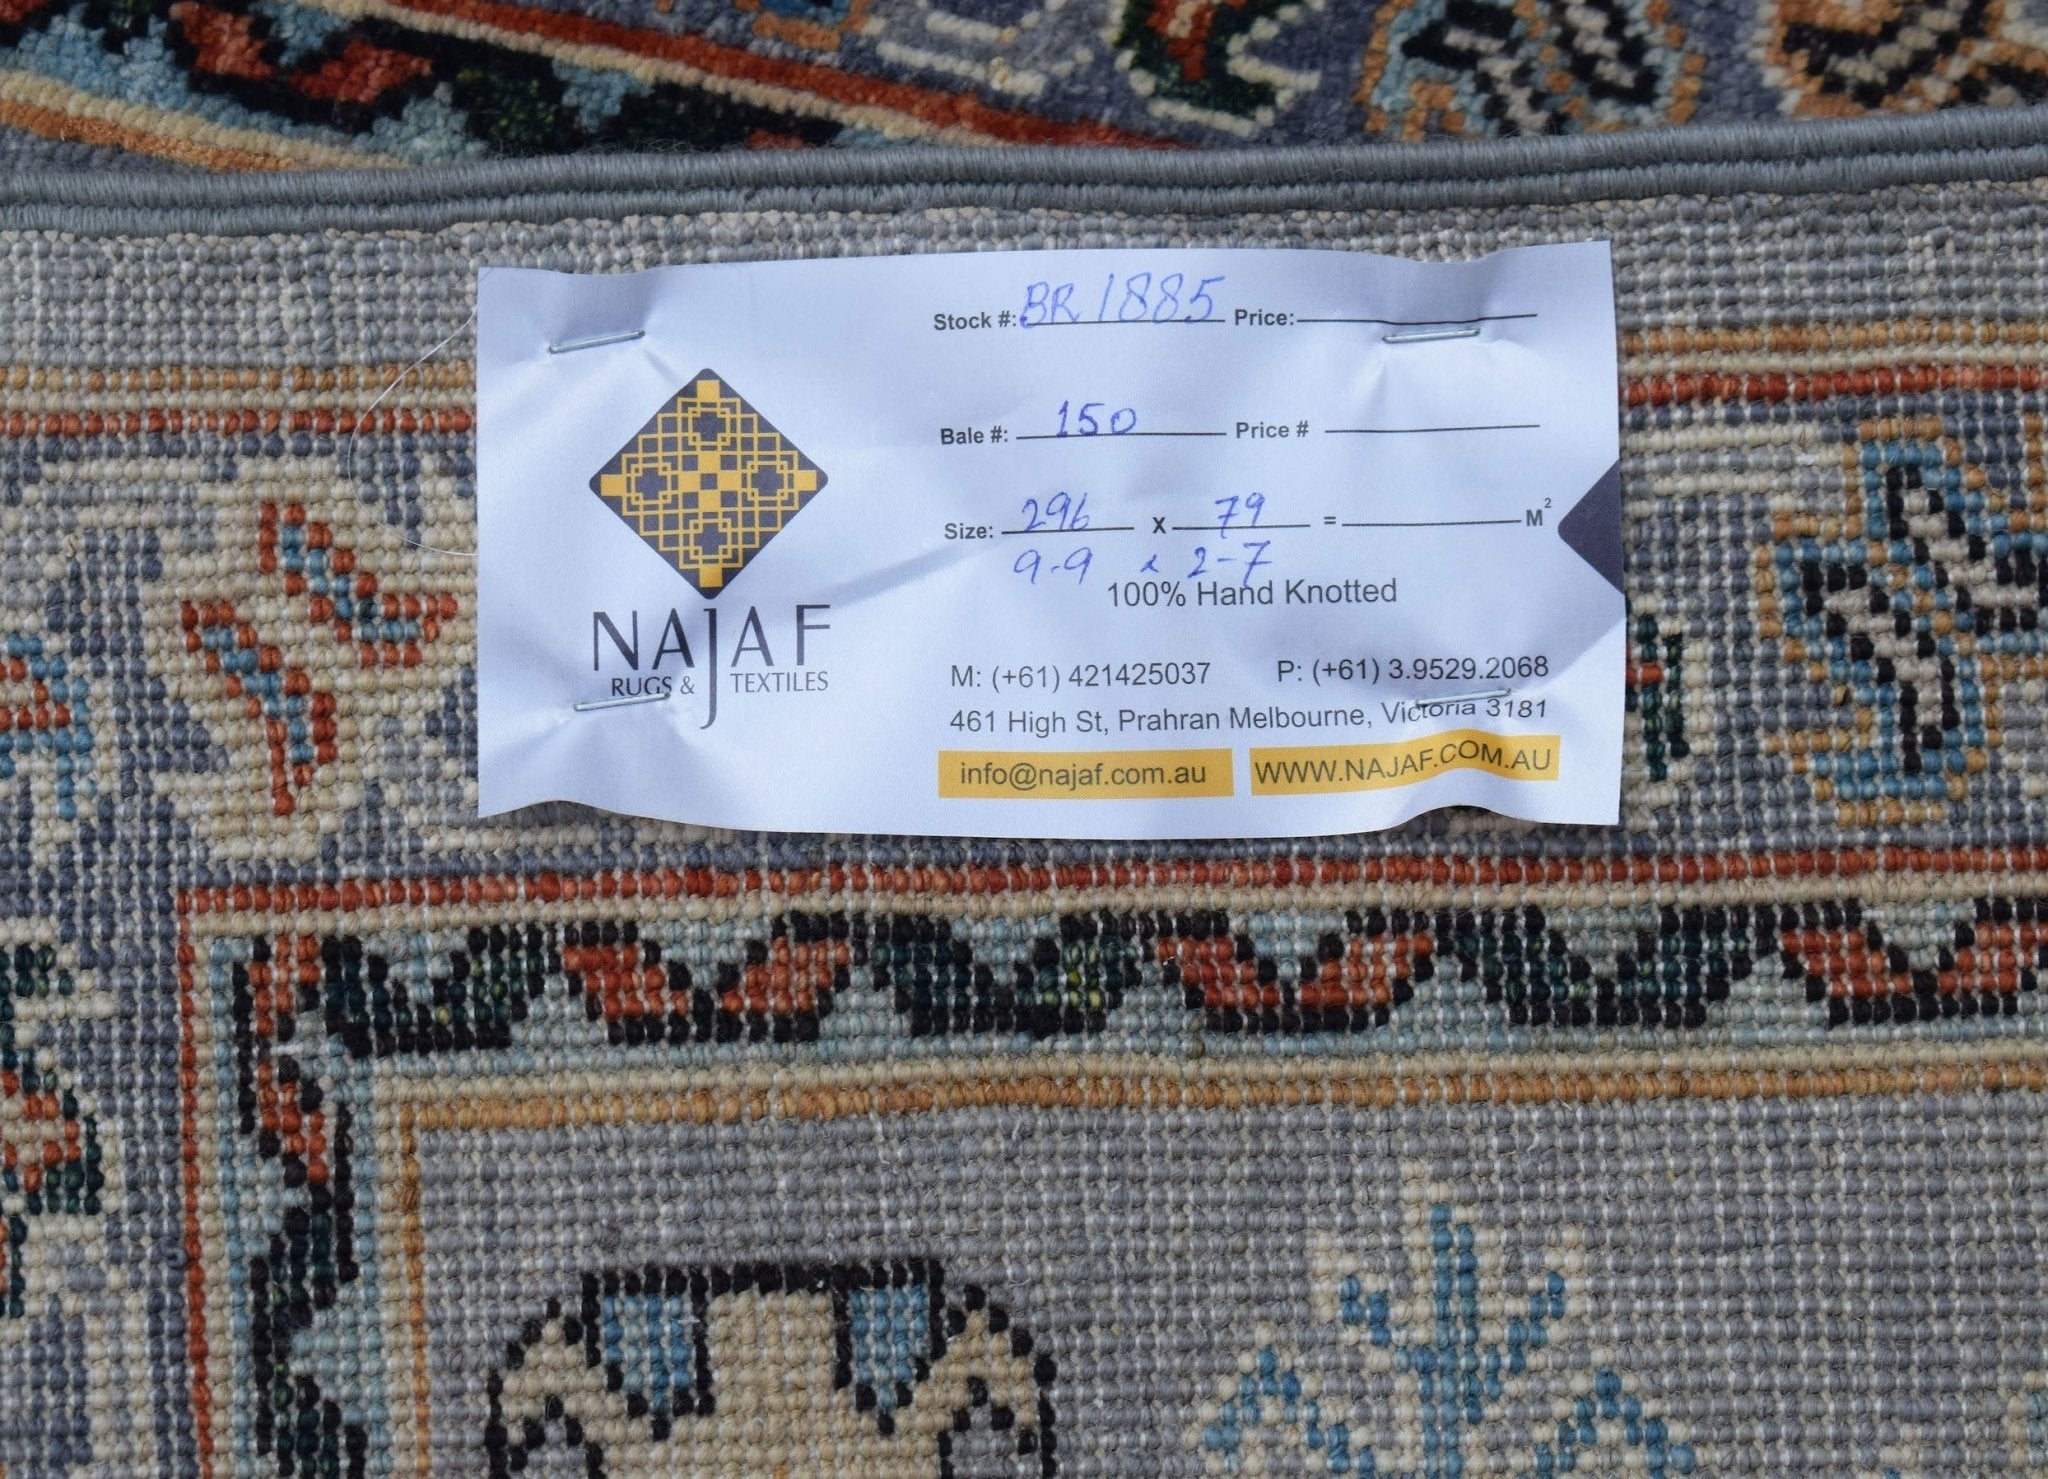 Stock #: BR 1885 Price:
Bale #: 150 Price #
Size: 296 X 79 = M²
9-9 x 2-7
100% Hand Knotted
NAJAF
RUGS & TEXTILES
M: (+61) 421425037 P: (+61) 3.9529.2068
461 High St, Prahran Melbourne, Victoria 3181
info@najaf.com.au WWW.NAJAF.COM.AU